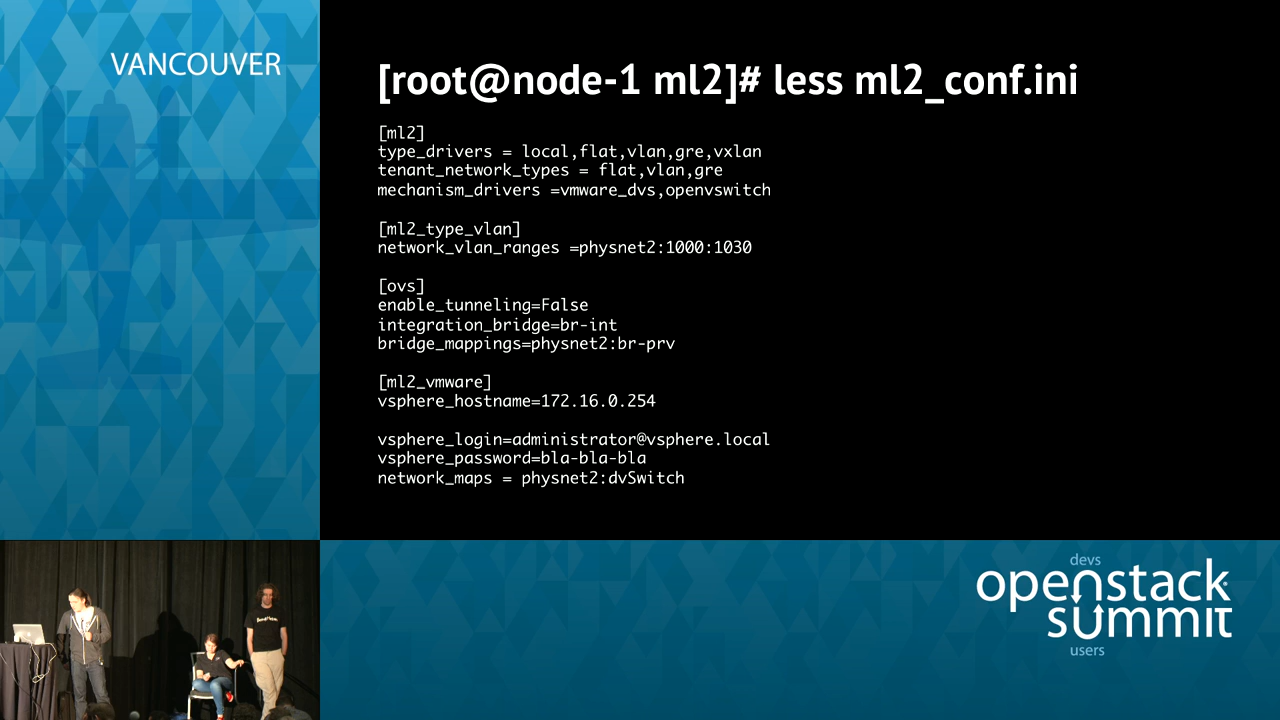 VANCOUVER
[root@node-1 ml2]# less ml2_conf.ini
[ml2]
type_drivers = local,flat,vlan,gre,vxlan
tenant_network_types = flat,vlan,gre
mechanism_drivers =vmware_dvs,openvswitch
[ml2_type_vlan]
network_vlan_ranges =physnet2:1000:1030
[ovs]
enable_tunneling=False
integration_bridge=br-int
bridge_mappings=physnet2:br-prv
[ml2_vmware]
vsphere_hostname=172.16.0.254
vsphere_login=administrator@vsphere.local
vsphere_password=bla-bla-bla
network_maps = physnet2:dvSwitch
devs
openstack
summit
users